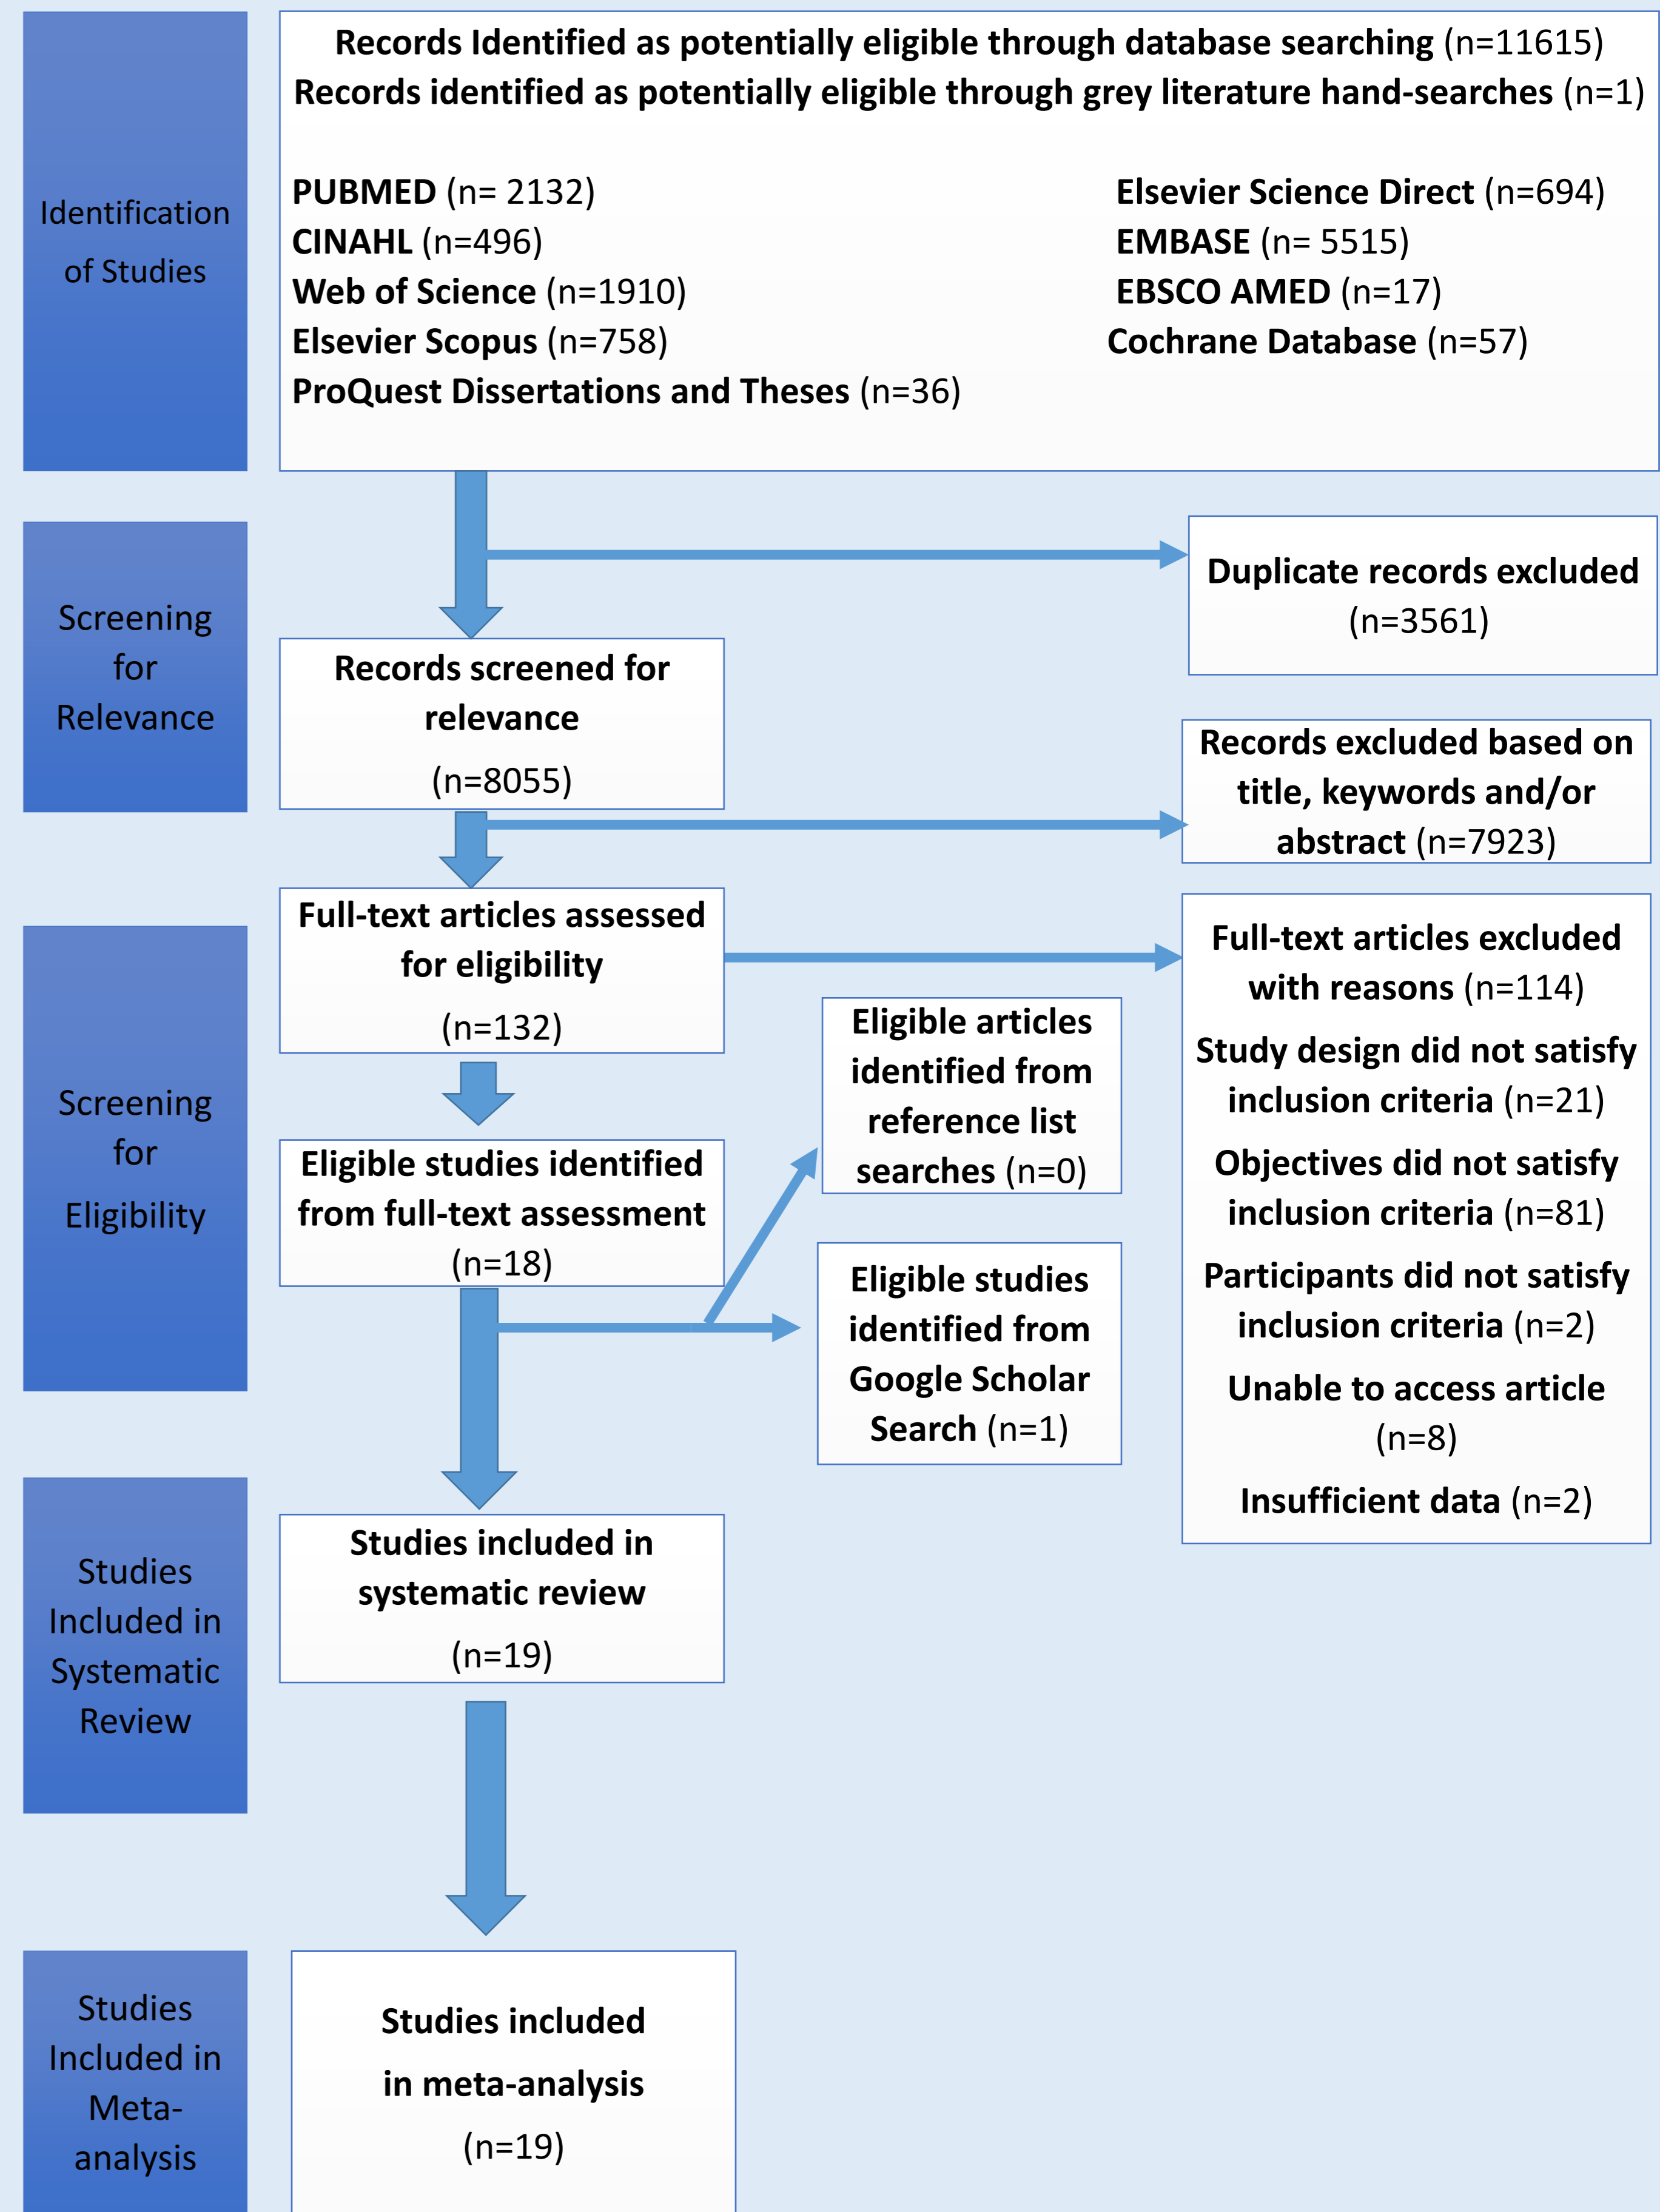 Identification
of Studies
Records Identified as potentially eligible through database searching (n=11615)
Records identified as potentially eligible through grey literature hand-searches (n=1)
PUBMED (n= 2132)
CINAHL (n=496)
Web of Science (n=1910)
Elsevier Scopus (n=758)
ProQuest Dissertations and Theses (n=36)
Elsevier Science Direct (n=694)
EMBASE (n= 5515)
EBSCO AMED (n=17)
Cochrane Database (n=57)
Screening
for
Relevance
Duplicate records excluded
(n=3561)
Records screened for
relevance
(n=8055)
Records excluded based on
title, keywords and/or
abstract (n=7923)
Screening
for
Eligibility
Full-text articles assessed
for eligibility
(n=132)
Full-text articles excluded
with reasons (n=114)
Study design did not satisfy
inclusion criteria (n=21)
Objectives did not satisfy
inclusion criteria (n=81)
Participants did not satisfy
inclusion criteria (n=2)
Unable to access article
(n=8)
Insufficient data (n=2)
Eligible articles
identified from
reference list
searches (n=0)
Eligible studies identified
from full-text assessment
(n=18)
Eligible studies
identified from
Google Scholar
Search (n=1)
Studies
Included in
Systematic
Review
Studies included in
systematic review
(n=19)
Studies
Included in
Meta-
analysis
Studies included
in meta-analysis
(n=19)